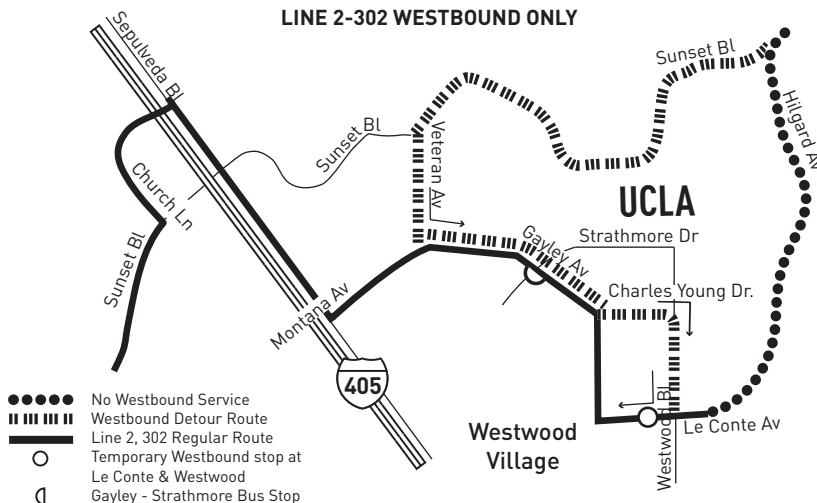 LINE 2-302 WESTBOUND ONLY
Sepulveda Bl
Sunset Bl
Hilgard Av
Sunset Bl
Veteran Av
Church Ln
UCLA
Strathmore Dr
Gayley Av
Sunset Bl
Charles Young Dr.
Montana Av
405
Westwood Bl
Le Conte Av
Westwood
Village
No Westbound Service
Westbound Detour Route
Line 2, 302 Regular Route
Temporary Westbound stop at
Le Conte & Westwood
Gayley - Strathmore Bus Stop